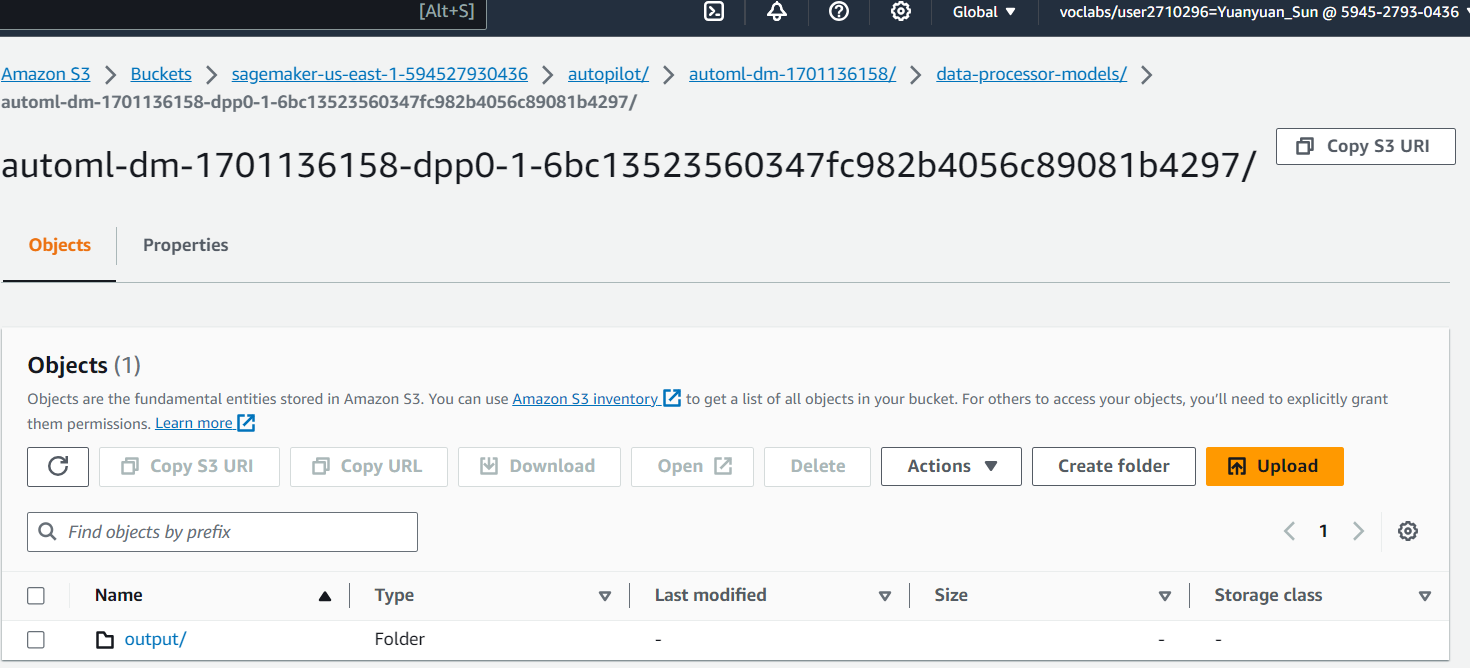 [Alt+S] Global voclabs/user2710296=Yuanyuan_Sun @ 5945-2793-0436
Amazon S3 Buckets sagemaker-us-east-1-594527930436 autopilot/ automl-dm-1701136158/ data-processor-models/
automl-dm-1701136158-dpp0-1-6bc13523560347fc982b4056c89081b4297/
automl-dm-1701136158-dpp0-1-6bc13523560347fc982b4056c89081b4297/ Copy S3 URI
Objects Properties
Objects (1)
Objects are the fundamental entities stored in Amazon S3. You can use Amazon S3 inventory to get a list of all objects in your bucket. For others to access your objects, you'll need to explicitly grant
them permissions. Learn more
Copy S3 URI Copy URL Download Open Delete Actions Create folder Upload
Find objects by prefix 1
Name Type Last modified Size Storage class
output/ Folder - - -